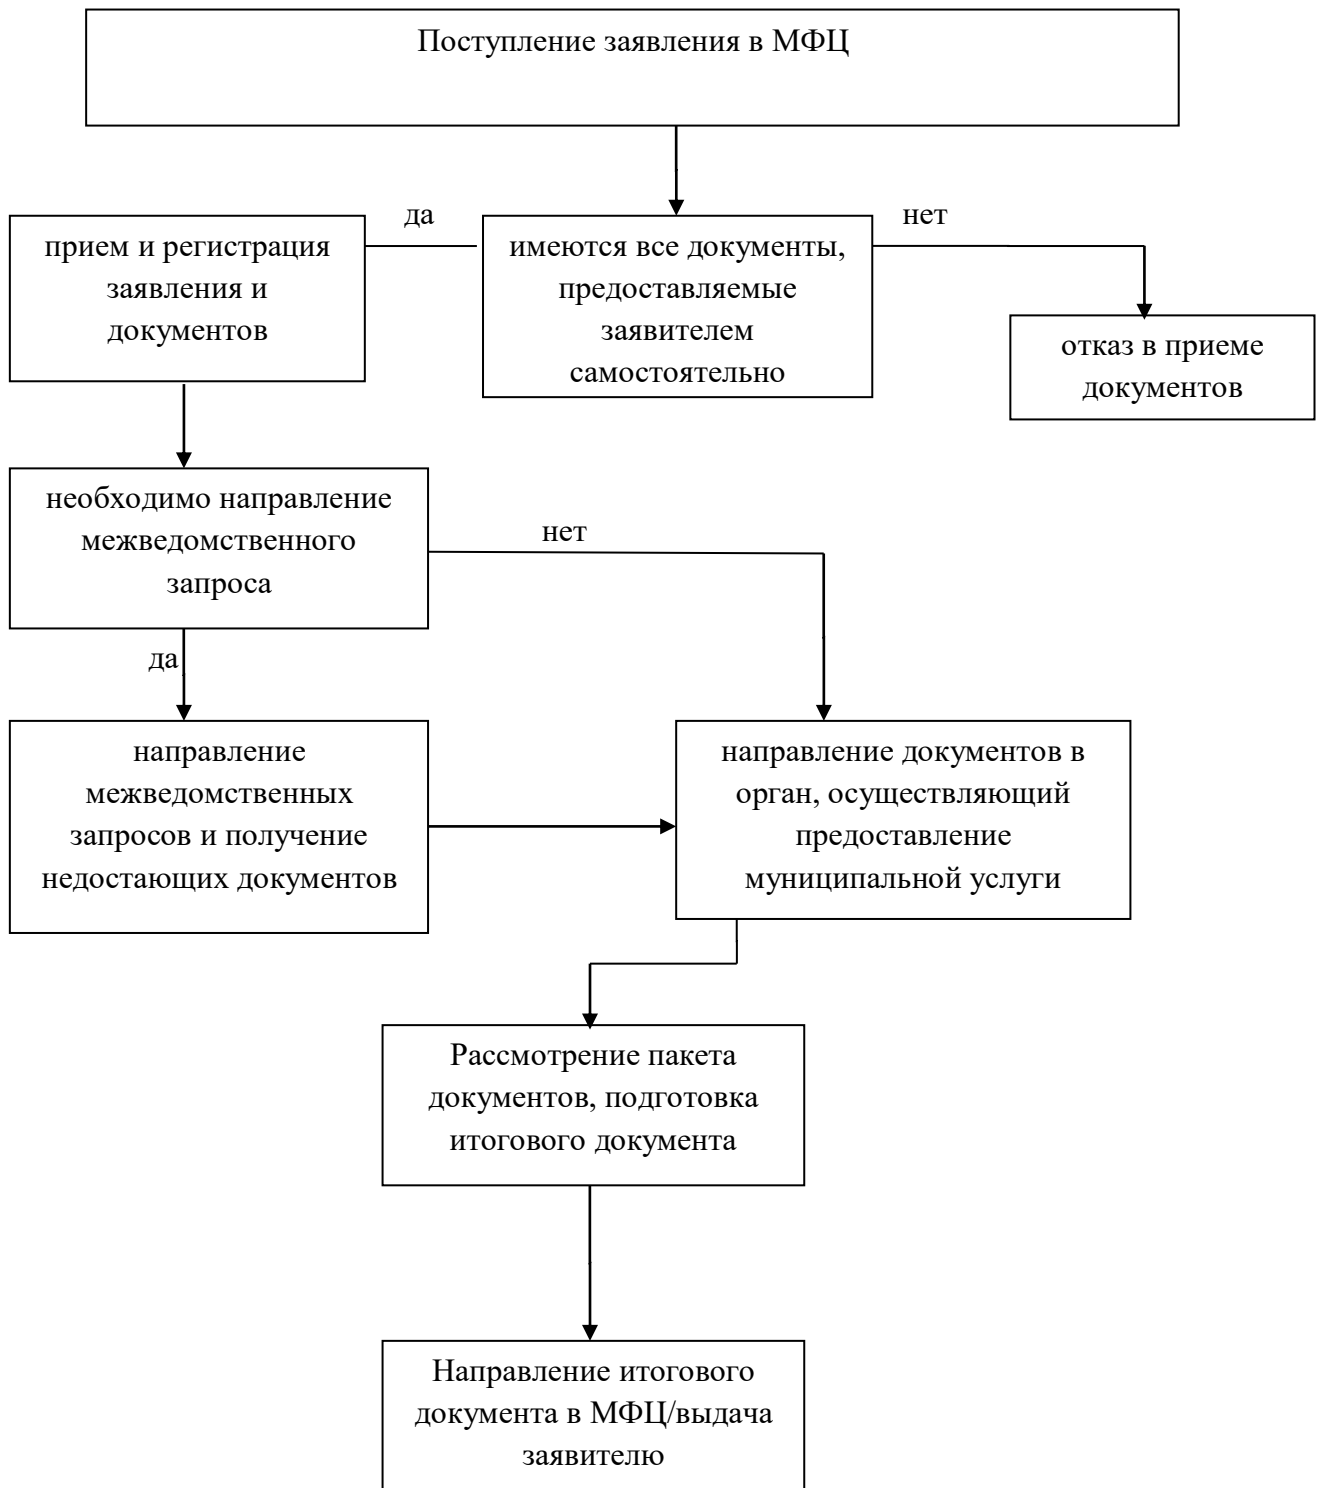 Поступление заявления в МФЦ
да
нет
прием и регистрация
заявления и
документов
имеются все документы,
предоставляемые
заявителем
самостоятельно
отказ в приеме
документов
необходимо направление
межведомственного
запроса
нет
да
направление
межведомственных
запросов и получение
недостающих документов
направление документов в
орган, осуществляющий
предоставление
муниципальной услуги
Рассмотрение пакета
документов, подготовка
итогового документа
Направление итогового
документа в МФЦ/выдача
заявителю